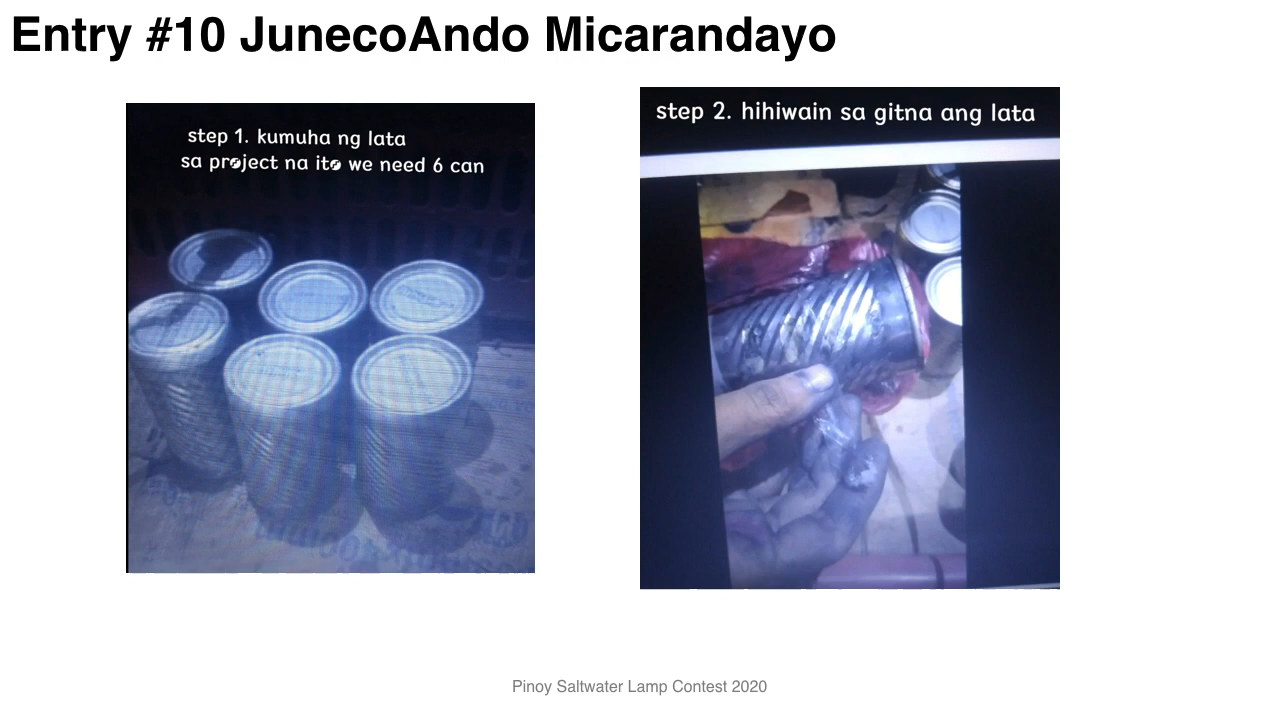 Entry #10 JunecoAndo Micarandayo
step 1. kumuha ng lata
sa project na ito we need 6 can
step 2. hihiwain sa gitna ang lata
Pinoy Saltwater Lamp Contest 2020